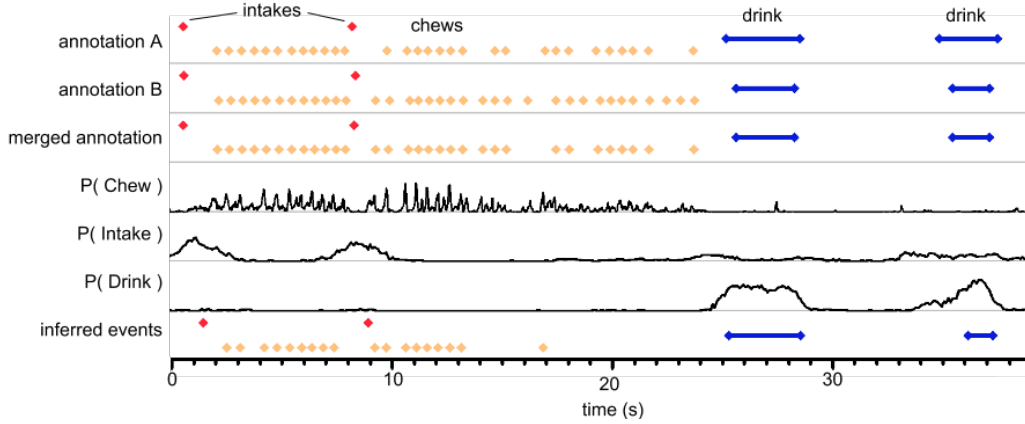 intakes
chews
drink
drink
annotation A
annotation B
merged annotation
P( Chew )
P( Intake )
P( Drink )
inferred events
0
10
20
30
time (s)